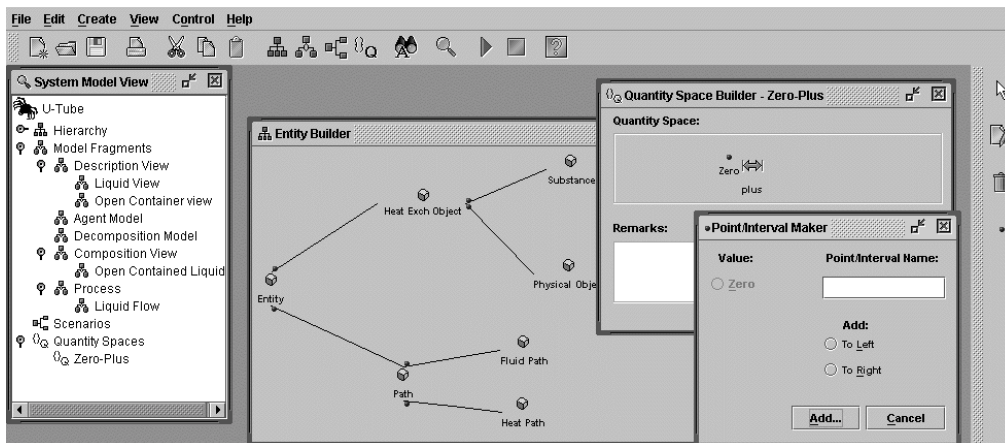 File Edit Create View Control Help
System Model View
U-Tube
Hierarchy
Model Fragments
Description View
Liquid View
Open Container view
Agent Model
Decomposition Model
Composition View
Open Contained Liquid
Process
Liquid Flow
Scenarios
Quantity Spaces
Zero-Plus
Entity Builder
Substance
Heat Exch Object
Physical Obje
Entity
Fluid Path
Path
Heat Path
Quantity Space Builder - Zero-Plus
Quantity Space:
Zero
plus
Remarks:
Point/Interval Maker
Value:
Point/Interval Name:
Zero
Add:
To Left
To Right
Add...
Cancel